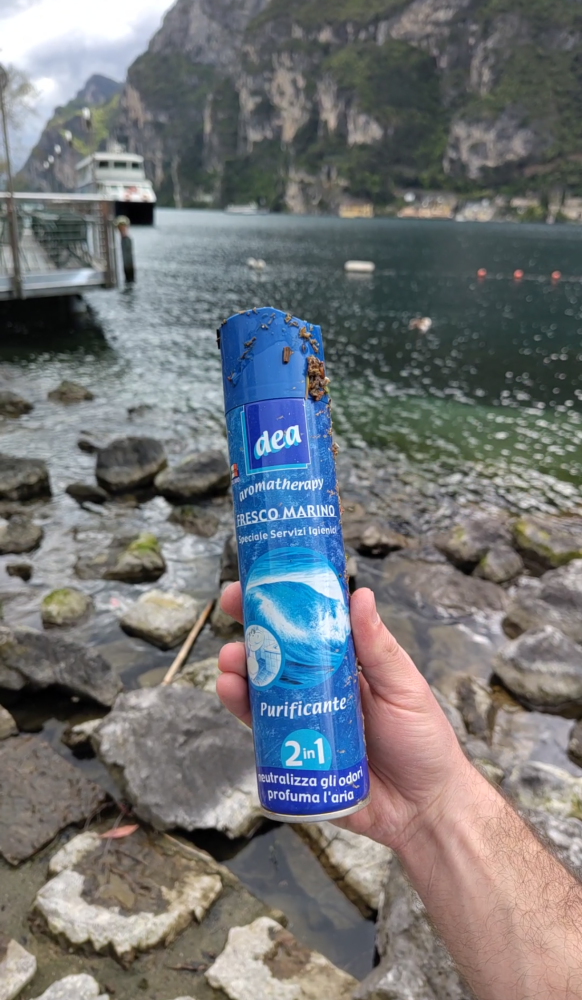 dea
aromatherapy
FRESCO MARINO
Speciale Servizi Igienici
Purificante
2in1
neutralizza gli odori
profuma l'aria